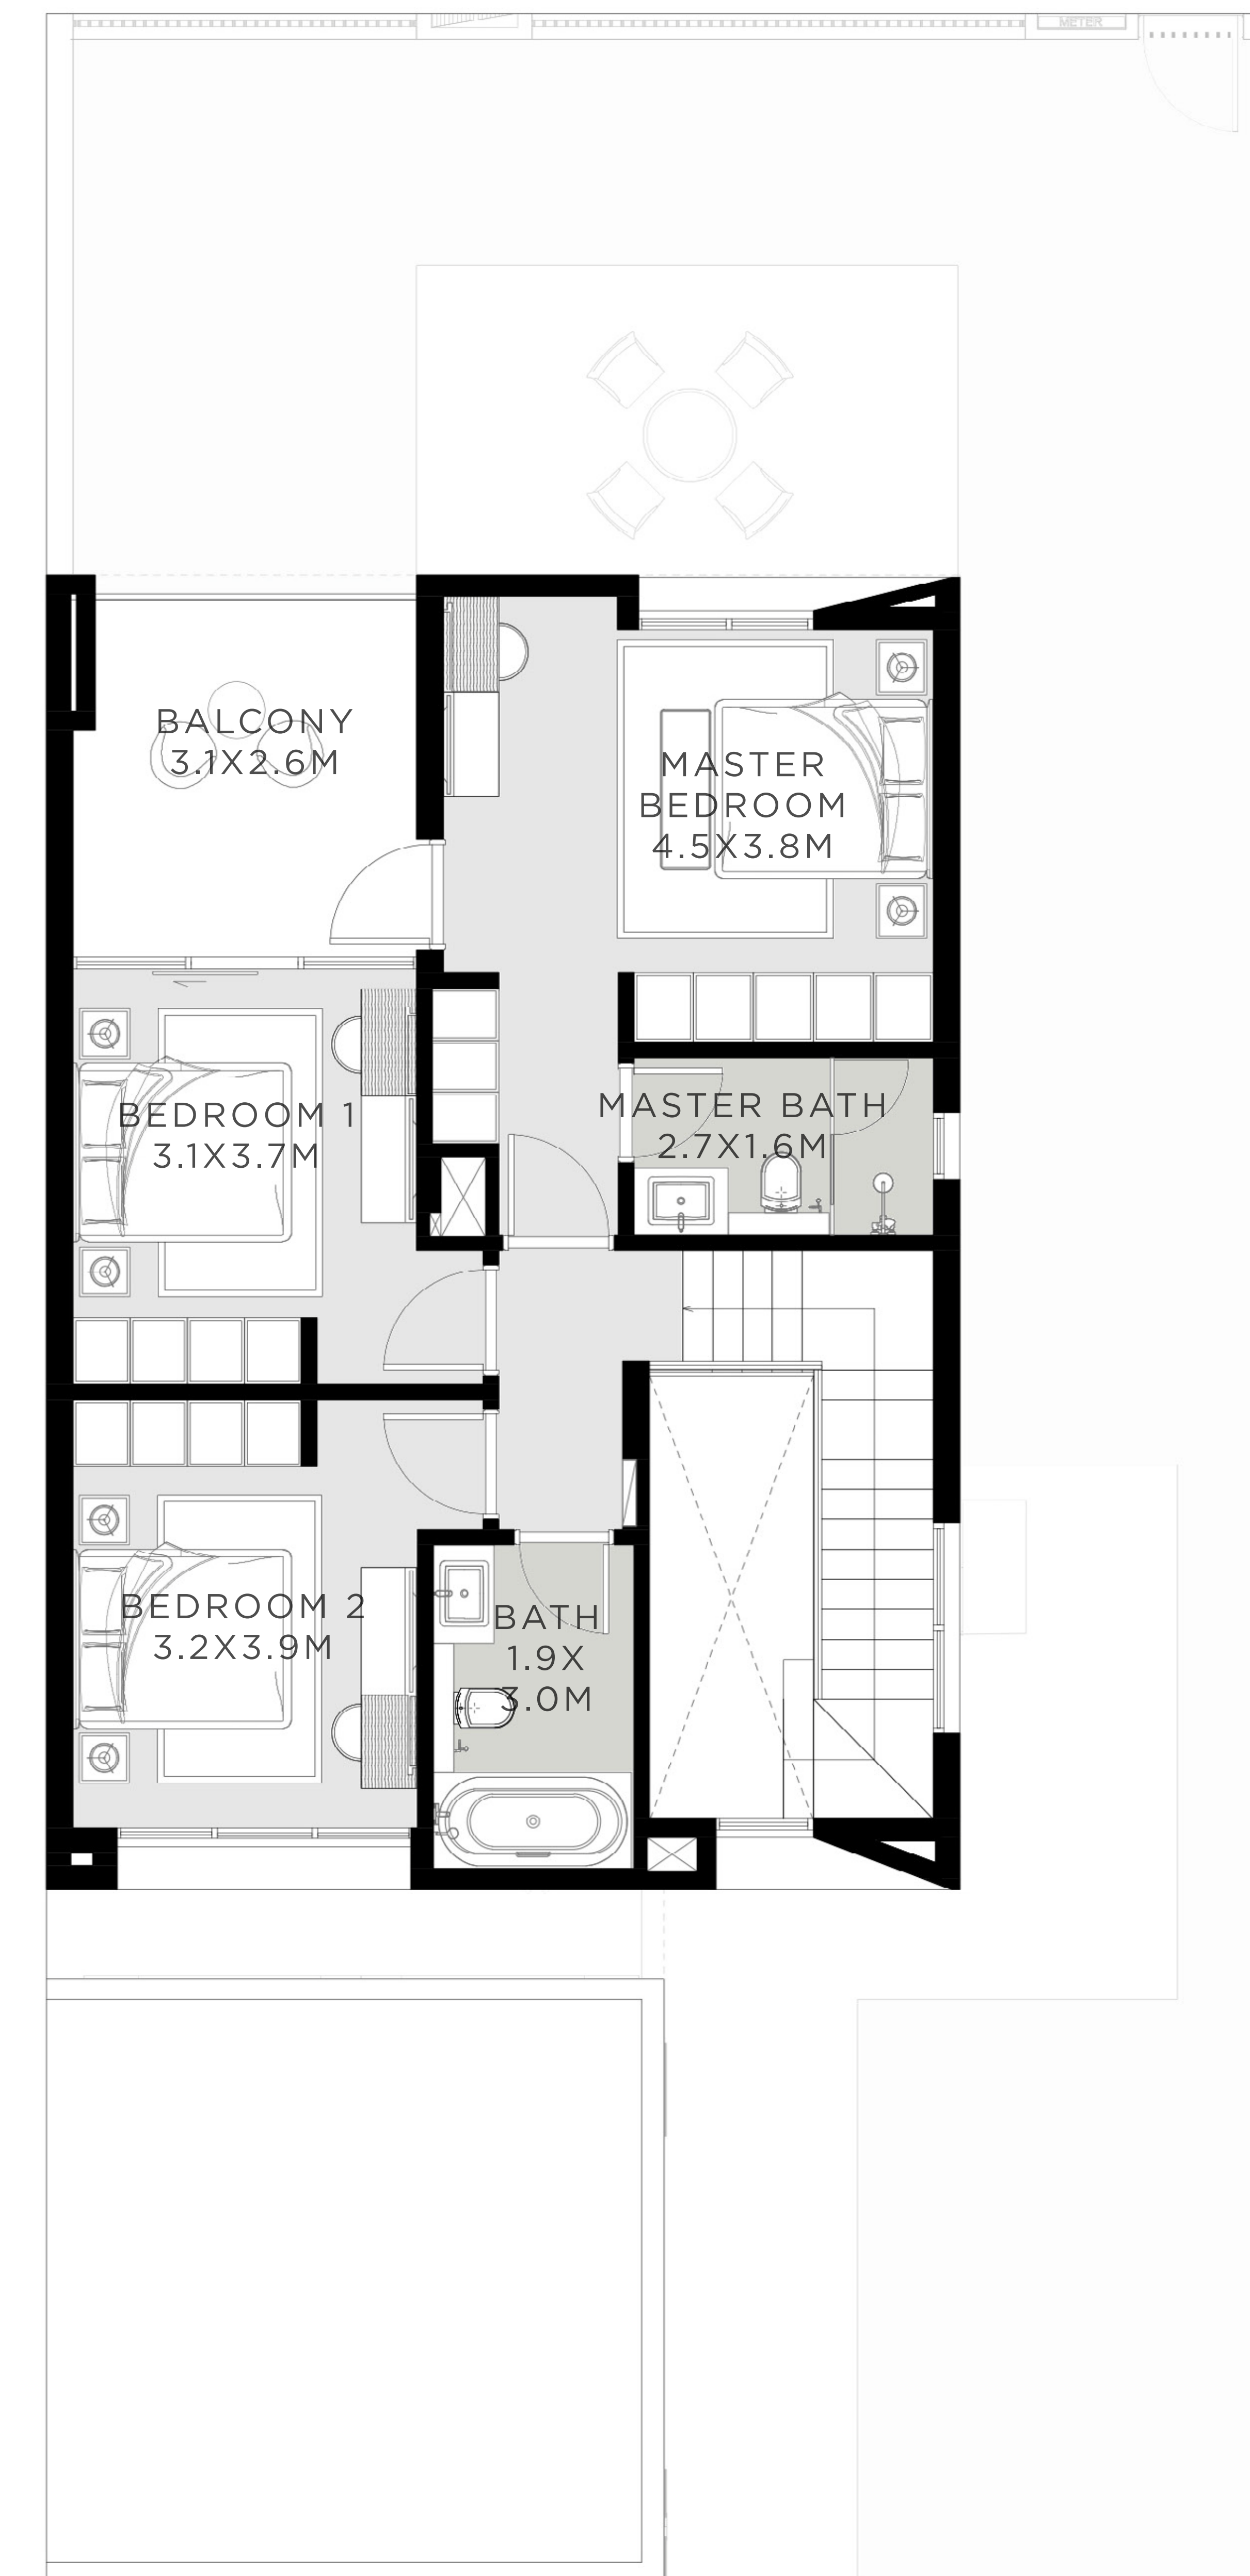 METER
BALCONY
3.1X2.6M
MASTER
BEDROOM
4.5X3.8M
BEDROOM 1
3.1X3.7M
MASTER BATH
2.7X1.6M
BEDROOM 2
3.2X3.9M
BATH
1.9X
3.0M